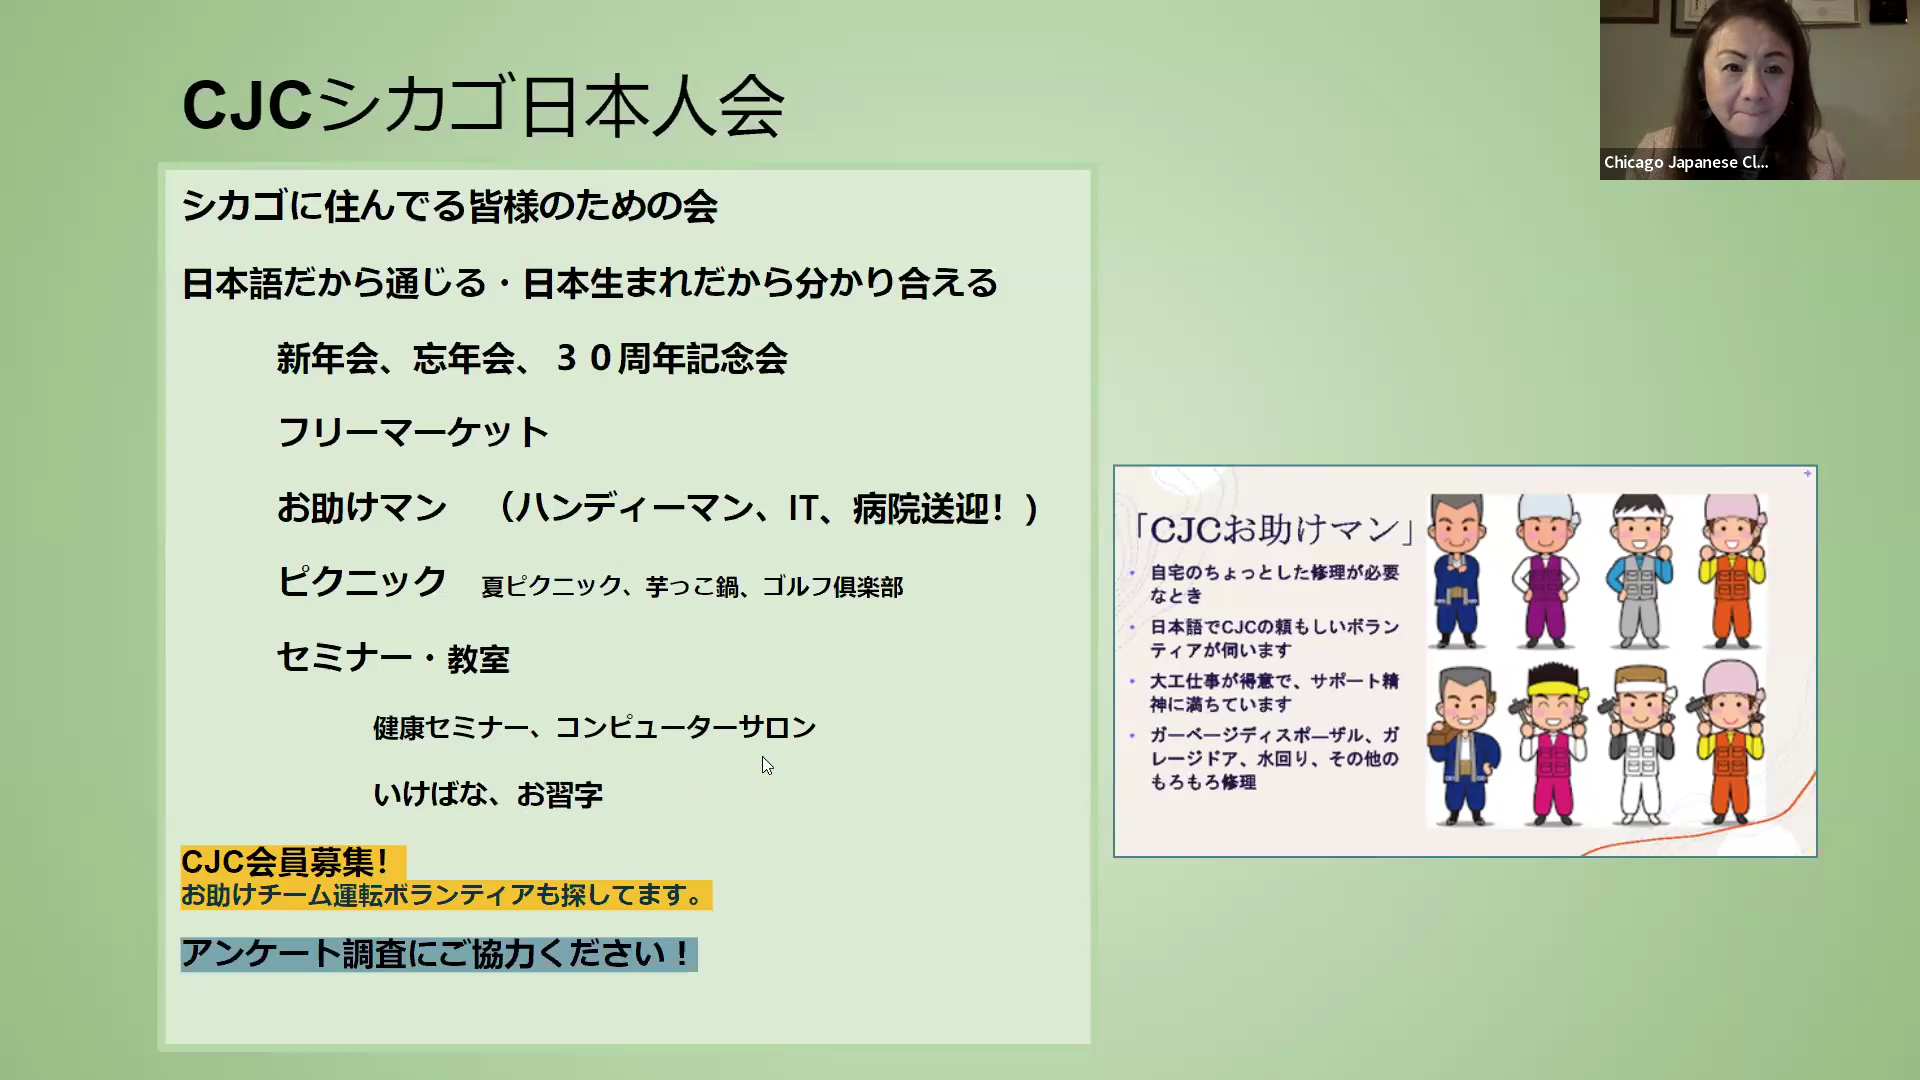 CJCシカゴ日本人会
シカゴに住んでる皆様のための会
日本語だから通じる・日本生まれだから分かり合える
新年会、忘年会、３０周年記念会
フリーマーケット
お助けマン　（ハンディーマン、IT、病院送迎！)
ピクニック　夏ピクニック、芋っこ鍋、ゴルフ倶楽部
セミナー・教室
健康セミナー、コンピューターサロン
いけばな、お習字
CJC会員募集！
お助けチーム運転ボランティアも探してます。
アンケート調査にご協力ください！
「CJCお助けマン」
• 自宅のちょっとした修理が必要
なとき
• 日本語でCJCの頼もしいボラン
ティアが伺います
• 大工仕事が得意で、サポート精
神に満ちています
• ガーベージディスポーザル、ガ
レージドア、水回り、その他の
もろもろ修理
Chicago Japanese Cl...